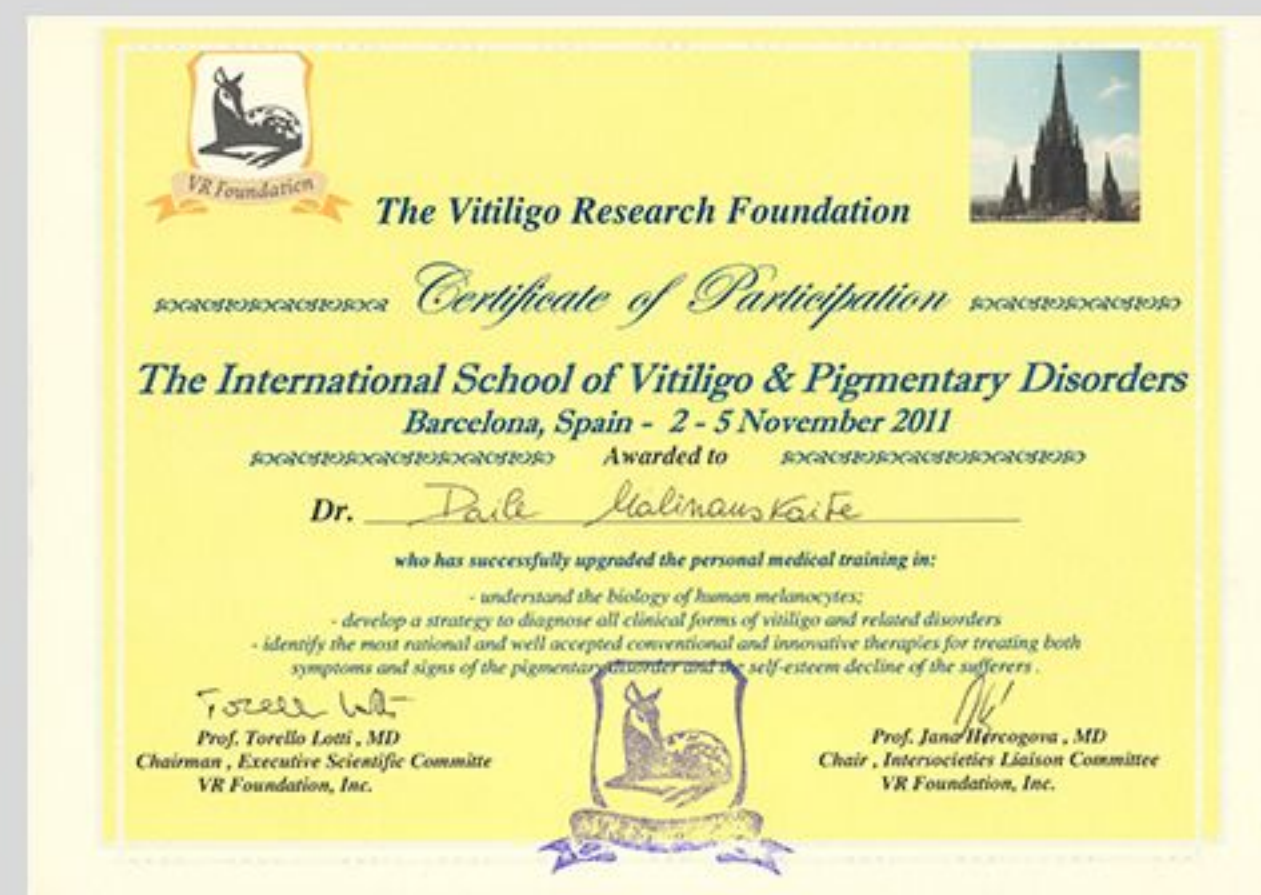 VR Foundation
The Vitiligo Research Foundation
Certificate of Participation
The International School of Vitiligo & Pigmentary Disorders
Barcelona, Spain - 2 - 5 November 2011
Awarded to
Dr. Daile Malinauskaite
who has successfully upgraded the personal medical training in:
- understand the biology of human melanocytes;
- develop a strategy to diagnose all clinical forms of vitiligo and related disorders
- identify the most rational and well accepted conventional and innovative therapies for treating both
symptoms and signs of the pigmentary disorder and the self-esteem decline of the sufferers .
Torello Lotti
Prof. Torello Lotti , MD
Chairman , Executive Scientific Committe
VR Foundation, Inc.
Prof. Jana Hercogova , MD
Chair , Intersocieties Liaison Committee
VR Foundation, Inc.